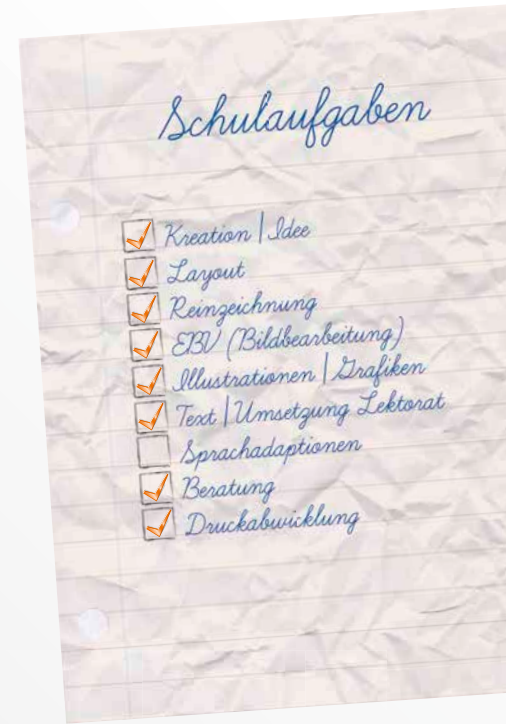 Schulaufgaben
Kreation | Idee
Layout
Reinzeichnung
EBV (Bildbearbeitung)
Illustrationen | Grafiken
Text | Umsetzung Lektorat
Sprachadaptionen
Beratung
Druckabwicklung